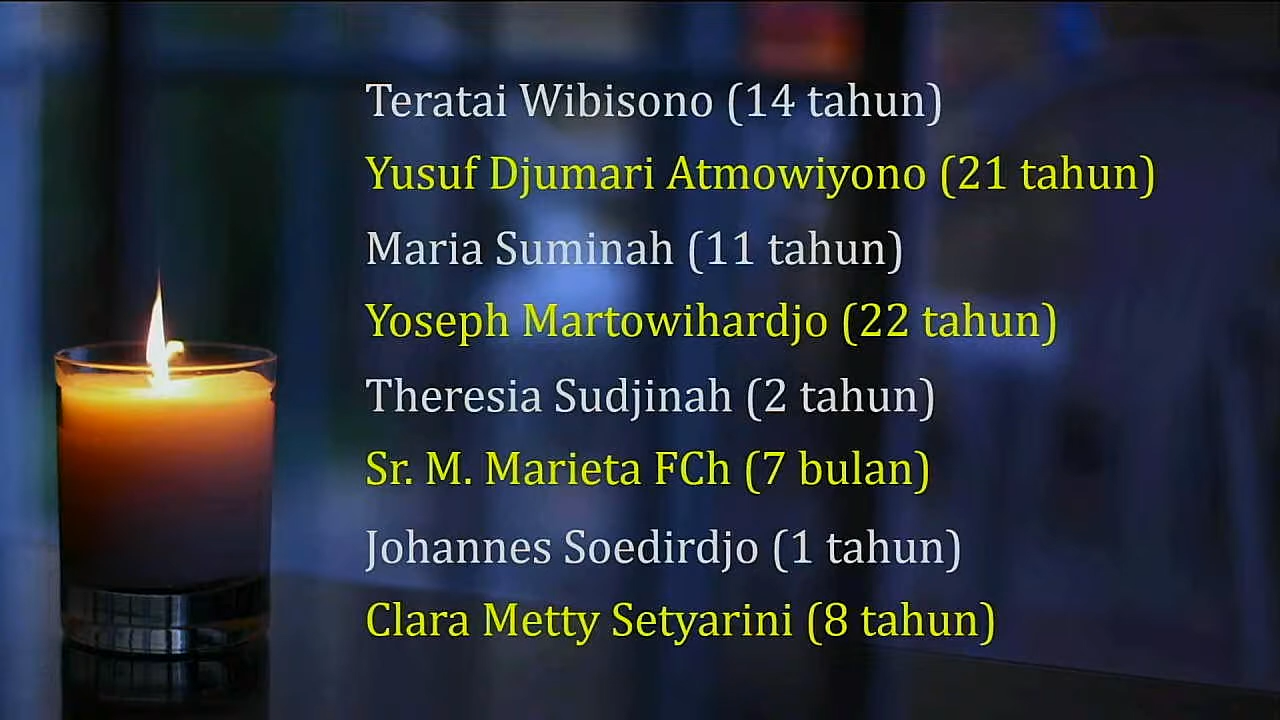 Teratai Wibisono (14 tahun)
Yusuf Djumari Atmowiyono (21 tahun)
Maria Suminah (11 tahun)
Yoseph Martowihardjo (22 tahun)
Theresia Sudjinah (2 tahun)
Sr. M. Marieta FCh (7 bulan)
Johannes Soedirdjo (1 tahun)
Clara Metty Setyarini (8 tahun)